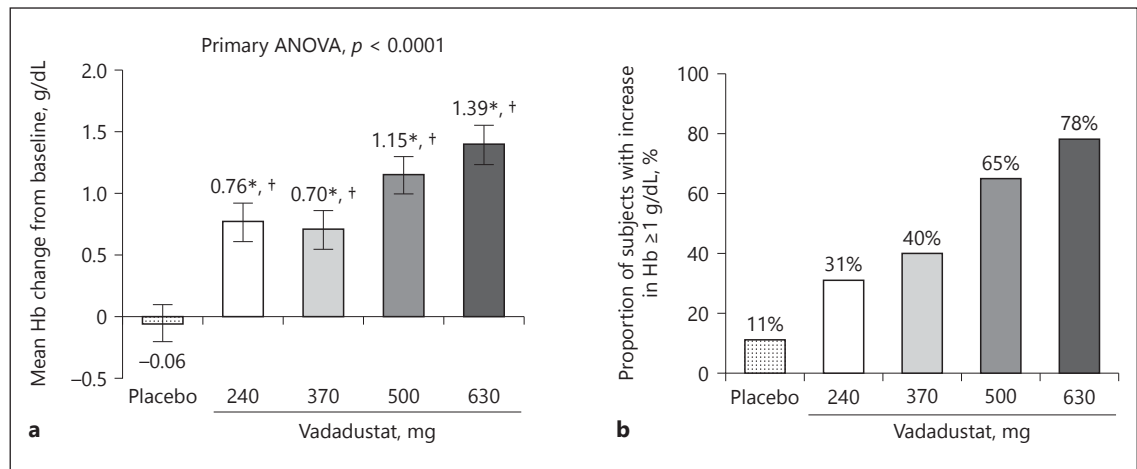 Primary ANOVA, p < 0.0001
Mean Hb change from baseline, g/dL
2.0
1.5
1.0
0.5
0
–0.5
–0.06
0.76*, †
0.70*, †
1.15*, †
1.39*, †
Placebo 240 370 500 630
Vadadustat, mg
a
Proportion of subjects with increase
in Hb ≥1 g/dL, %
100
80
60
40
20
0
11%
31%
40%
65%
78%
Placebo 240 370 500 630
Vadadustat, mg
b